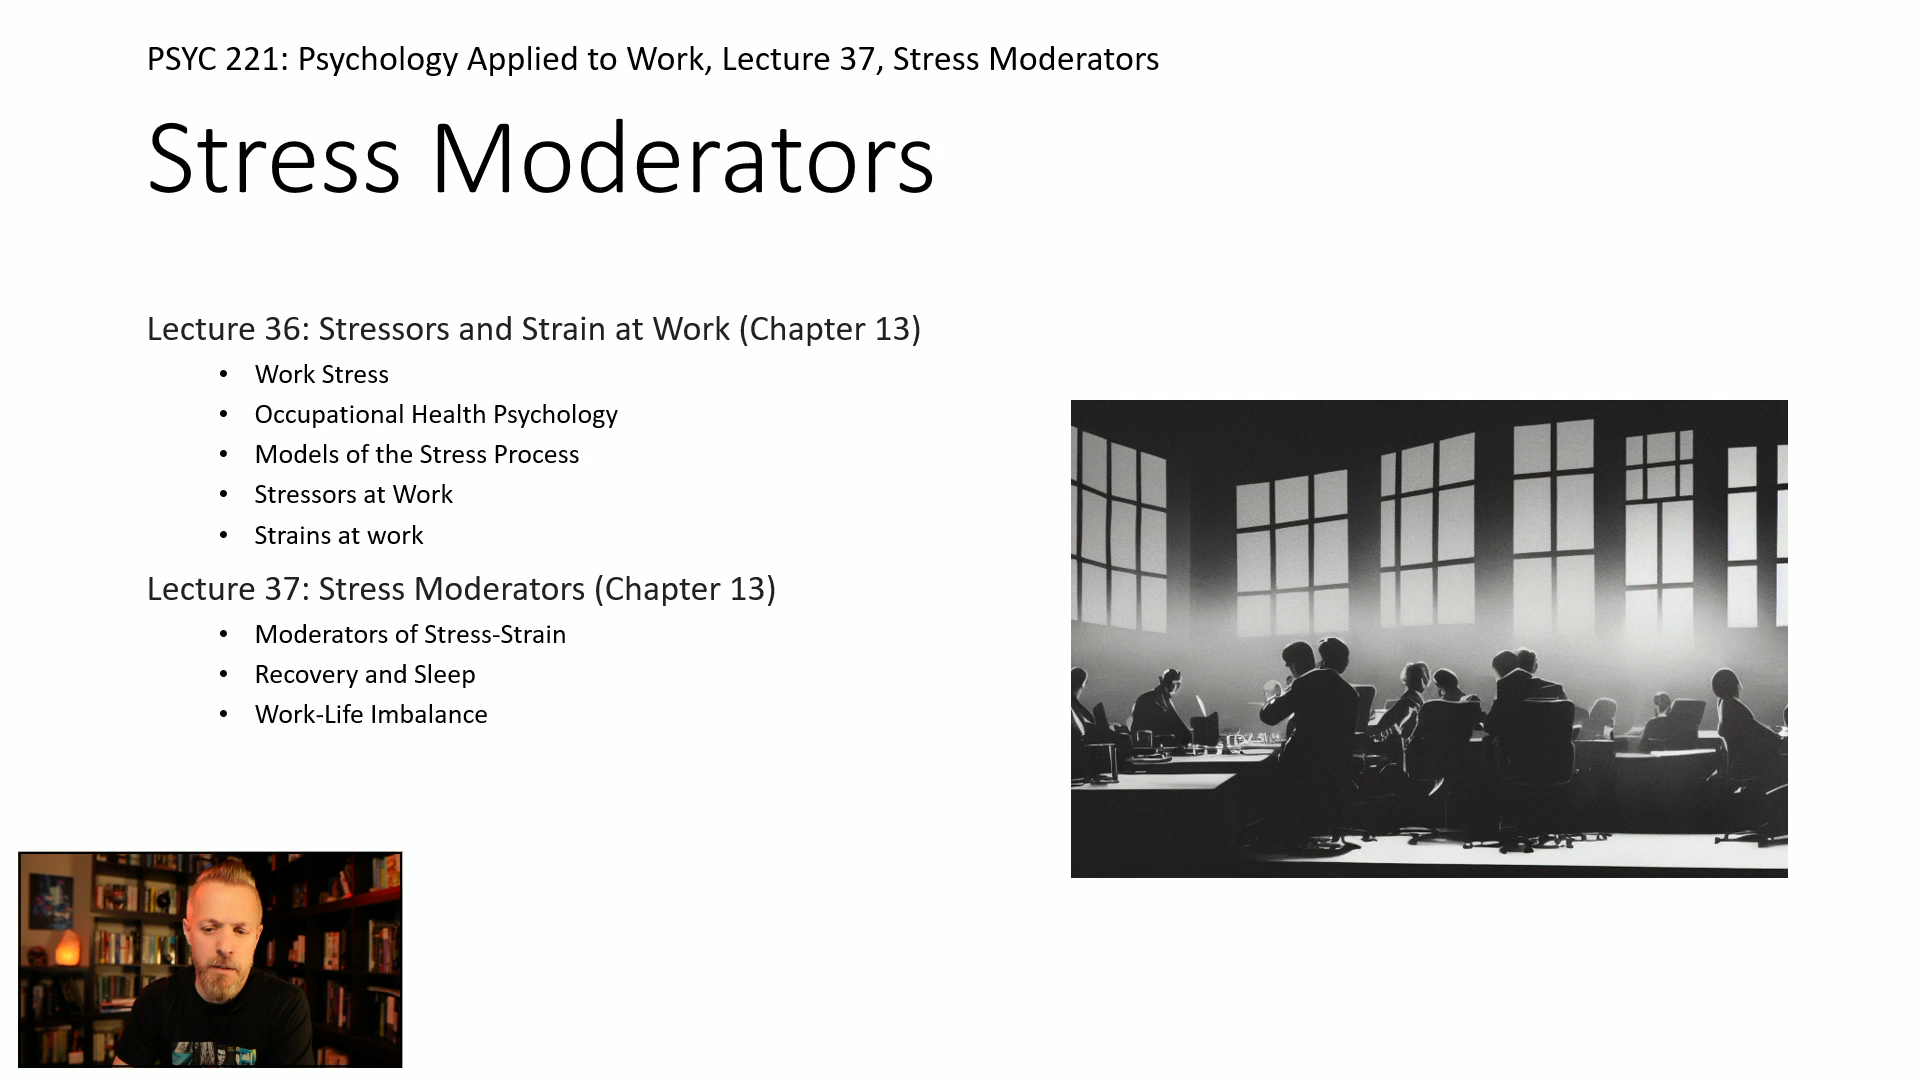 PSYC 221: Psychology Applied to Work, Lecture 37, Stress Moderators
Stress Moderators
Lecture 36: Stressors and Strain at Work (Chapter 13)
• Work Stress
• Occupational Health Psychology
• Models of the Stress Process
• Stressors at Work
• Strains at work
Lecture 37: Stress Moderators (Chapter 13)
• Moderators of Stress-Strain
• Recovery and Sleep
• Work-Life Imbalance